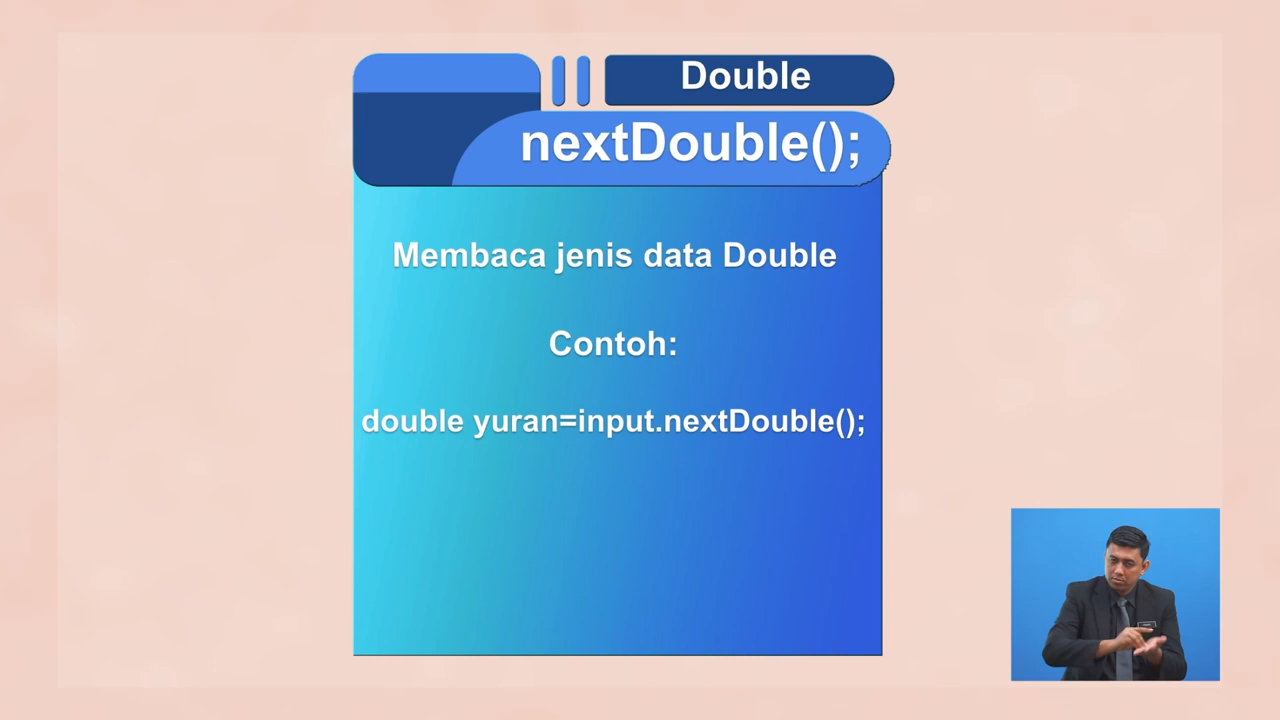 Double
nextDouble();
Membaca jenis data Double
Contoh:
double yuran=input.nextDouble();